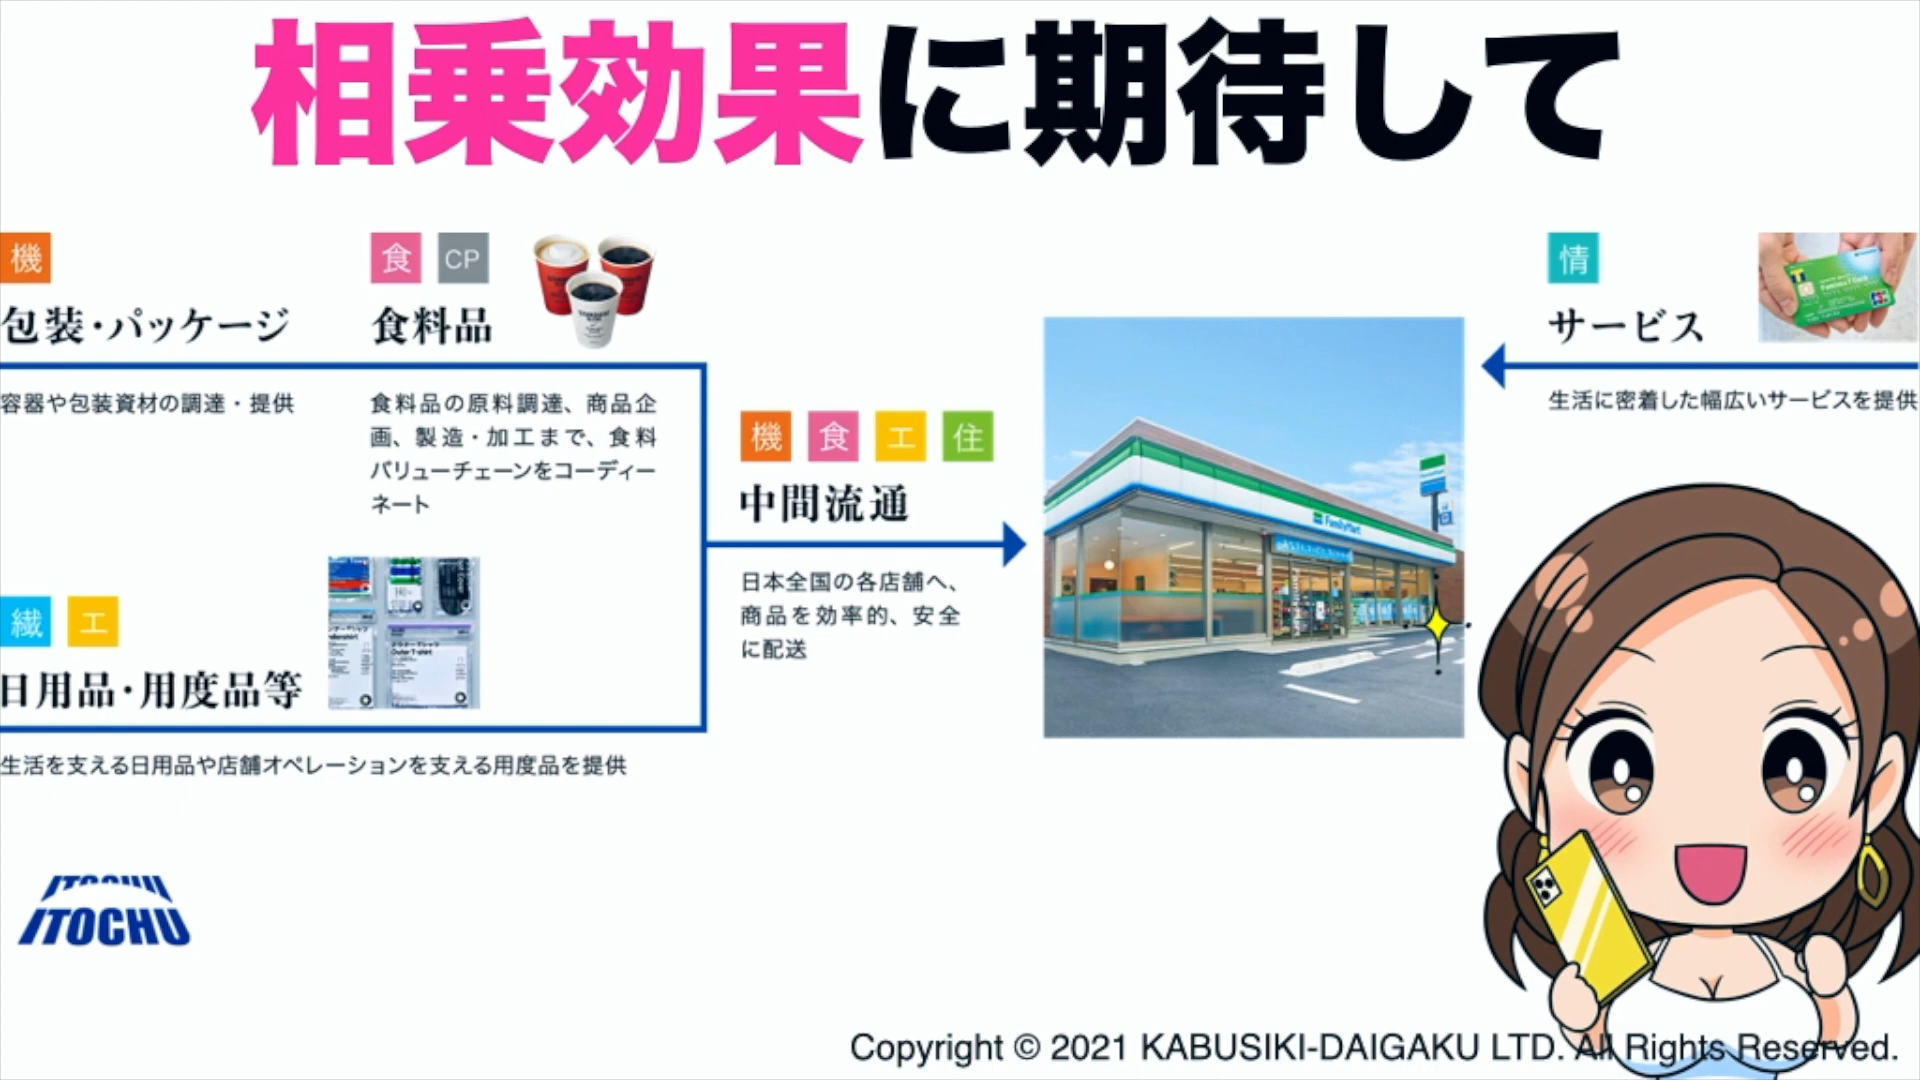 相乗効果に期待して
機
包装・パッケージ
容器や包装資材の調達・提供
食 CP
食料品
食料品の原料調達、商品企
画、製造・加工まで、食料
バリューチェーンをコーディー
ネート
繊 エ
日用品・用度品等
生活を支える日用品や店舗オペレーションを支える用度品を提供
機 食 エ 住
中間流通
日本全国の各店舗へ、
商品を効率的、安全
に配送
FamilyMart
情
サービス
生活に密着した幅広いサービスを提供
ITOCHU
ITOCHU
Copyright © 2021 KABUSIKI-DAIGAKU LTD. All Rights Reserved.